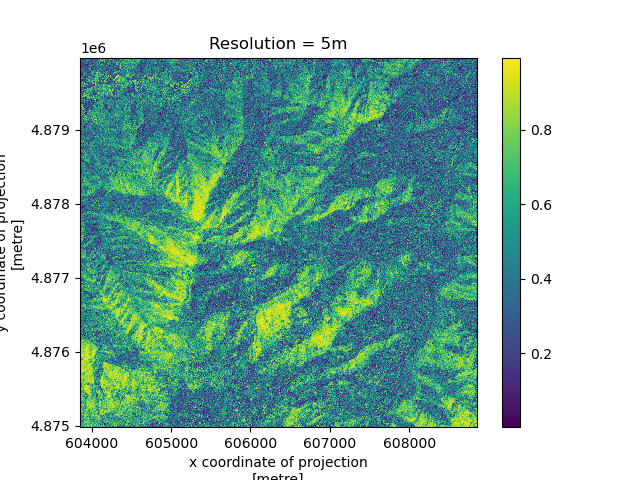 Resolution = 5m
1e6
4.879
4.878
4.877
4.876
4.875
y coordinate of projection
[metre]
604000 605000 606000 607000 608000
x coordinate of projection
[metre]
0.8
0.6
0.4
0.2